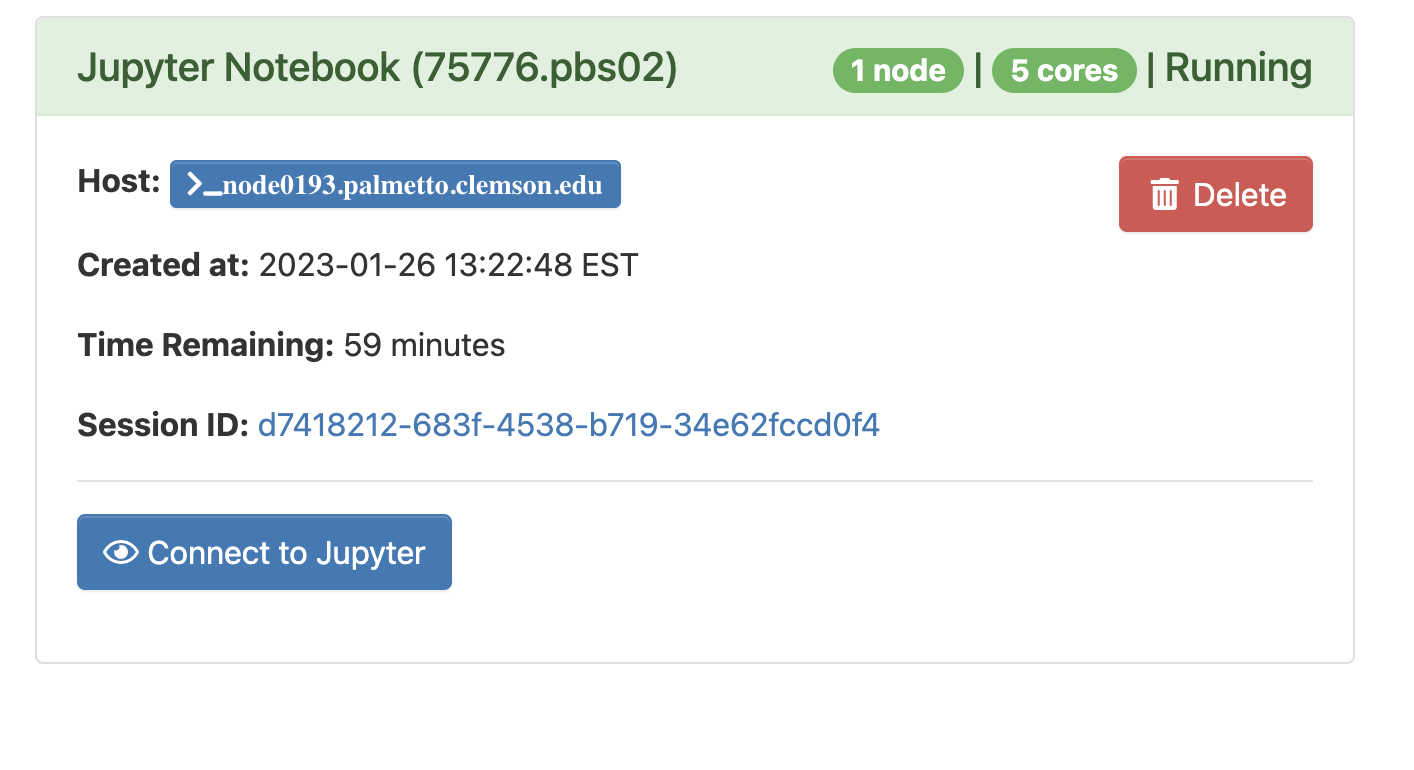 Jupyter Notebook (75776.pbs02) 1 node | 5 cores | Running
Host: >_node0193.palmetto.clemson.edu Delete
Created at: 2023-01-26 13:22:48 EST
Time Remaining: 59 minutes
Session ID: d7418212-683f-4538-b719-34e62fccd0f4
Connect to Jupyter